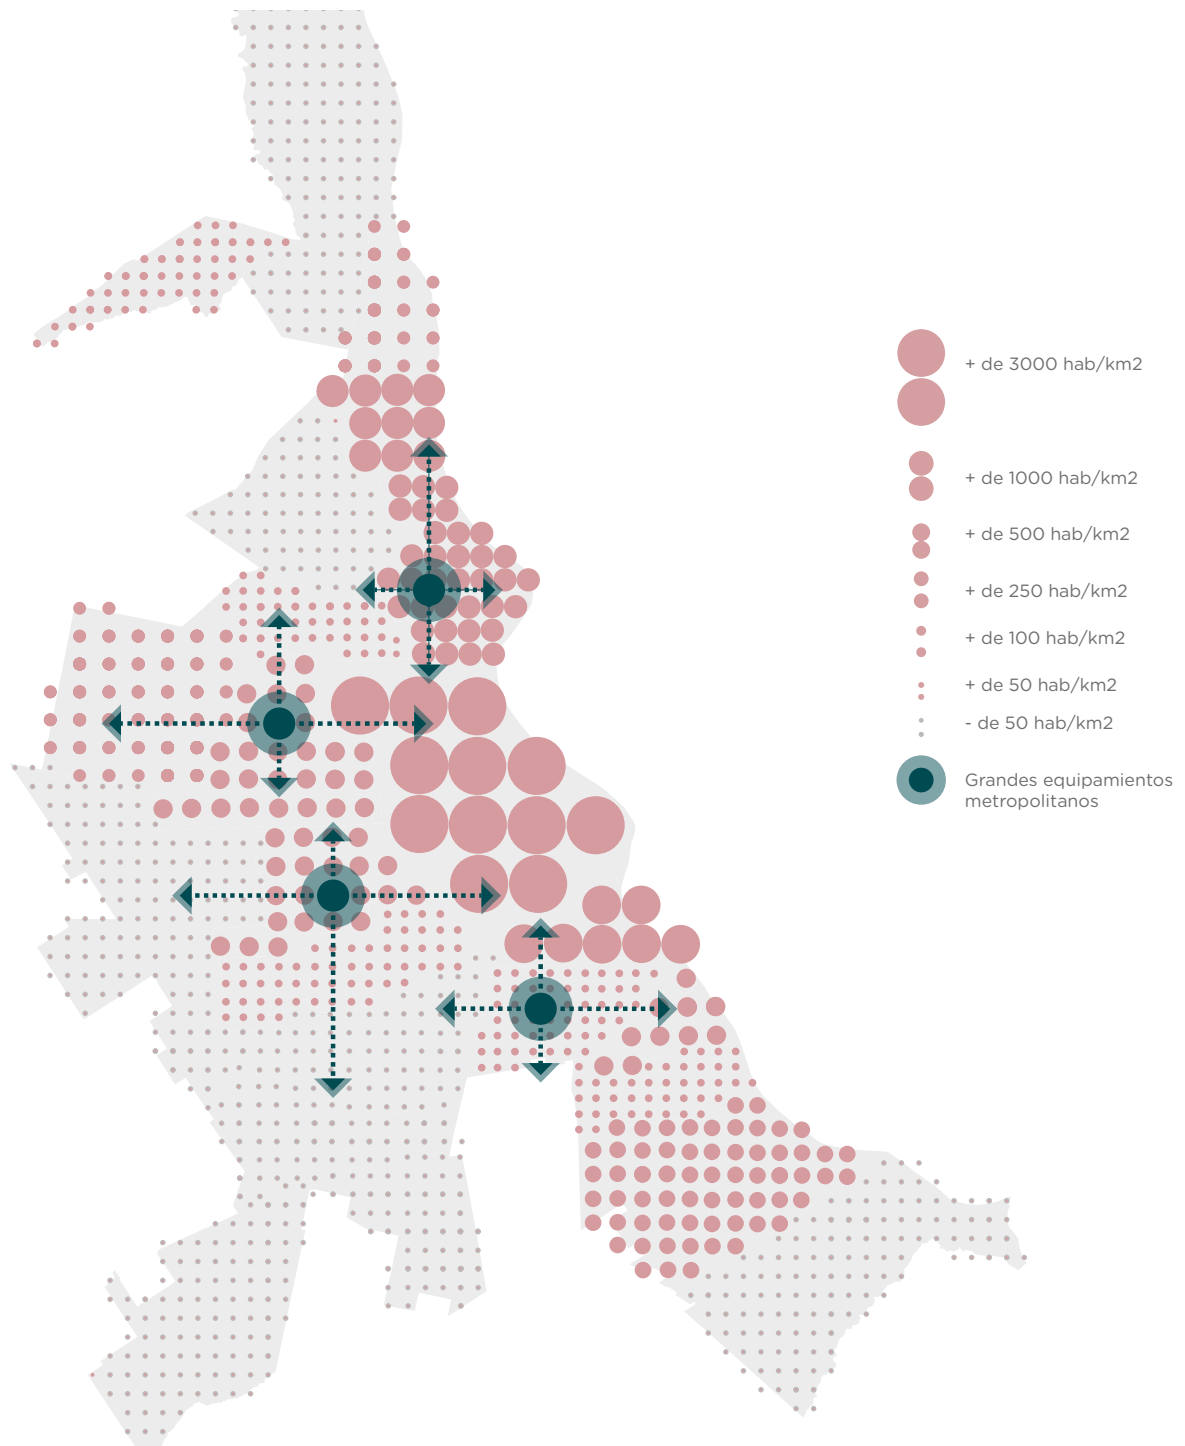 + de 3000 hab/km2
+ de 1000 hab/km2
+ de 500 hab/km2
+ de 250 hab/km2
+ de 100 hab/km2
+ de 50 hab/km2
- de 50 hab/km2
Grandes equipamientos
metropolitanos